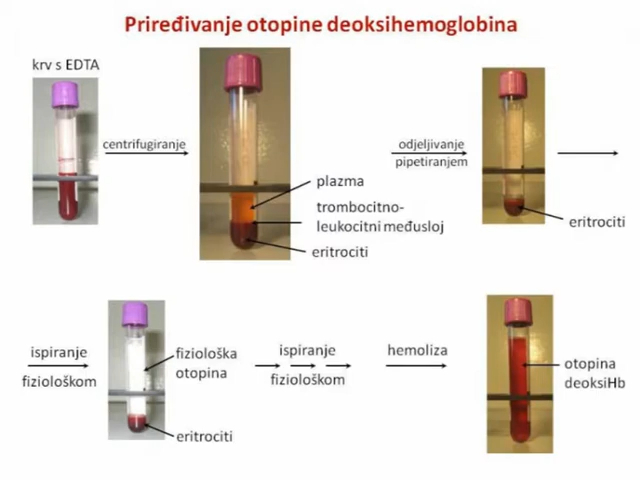 Priređivanje otopine deoksihemoglobina
krv s EDTA
centrifugiranje
plazma
trombocitno-
leukocitni međusloj
eritrociti
odjeljivanje
pipetiranjem
eritrociti
ispiranje
fiziološkom
fiziološka
otopina
eritrociti
ispiranje
fiziološkom
hemoliza
otopina
deoksiHb